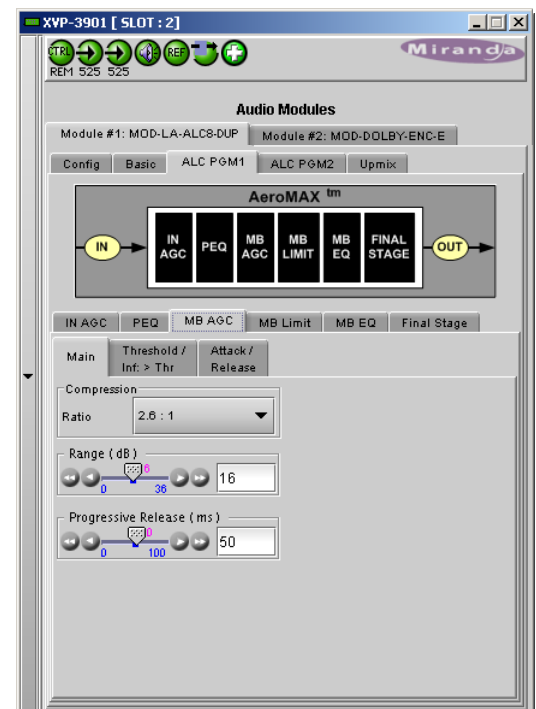 XVP-3901 [ SLOT : 2]
CTRL REF
REM 525 525
Miranda
Audio Modules
Module #1: MOD-LA-ALC8-DUP Module #2: MOD-DOLBY-ENC-E
Config Basic ALC PGM1 ALC PGM2 Upmix
AeroMAX tm
IN
IN AGC
PEQ
MB AGC
MB LIMIT
MB EQ
FINAL STAGE
OUT
IN AGC PEQ MB AGC MB Limit MB EQ Final Stage
Main
Threshold / Inf: > Thr
Attack / Release
Compression
Ratio 2.6 : 1
Range ( dB )
6
0 36
16
Progressive Release ( ms )
0
0 100
50